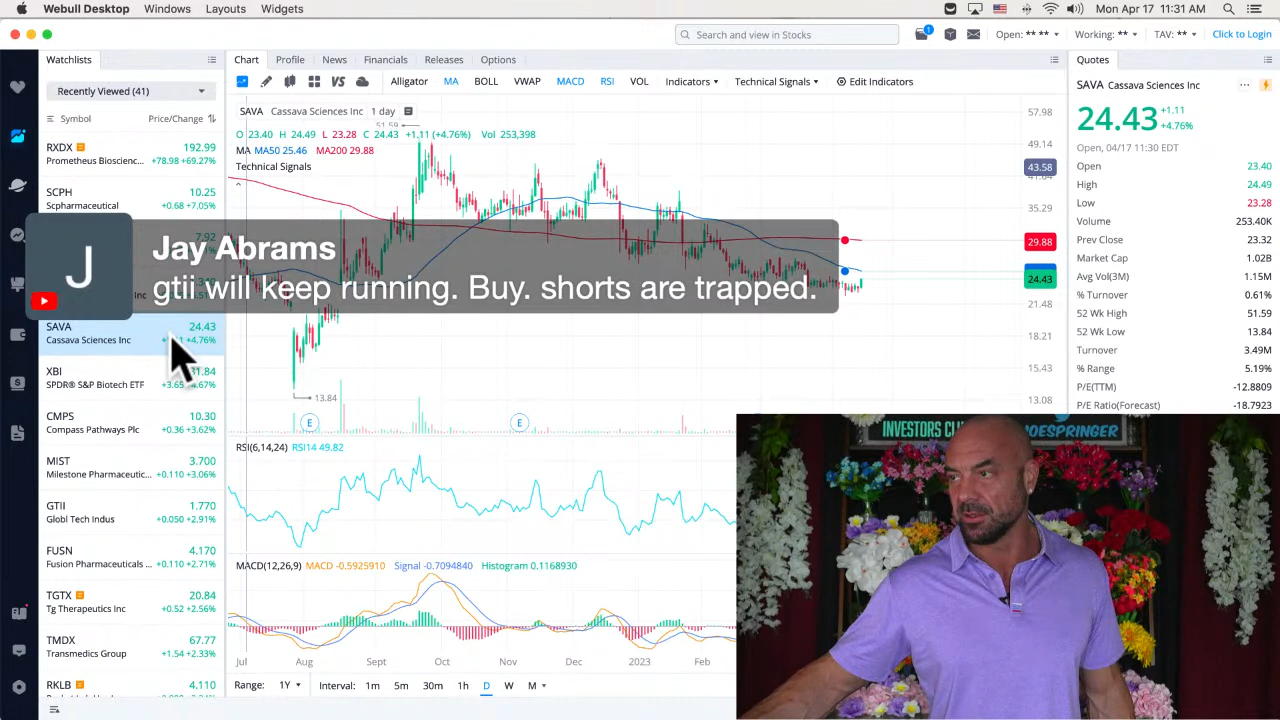 Webull Desktop Windows Layouts Widgets Mon Apr 17 11:31 AM
Search and view in Stocks 1 Open: ** ** Working: ** TAV: ** Click to Login
Watchlists
Recently Viewed (41)
Symbol Price/Change
RXDX 192.99
Prometheus Bioscienc... +78.98 +69.27%
SCPH 10.25
Scpharmaceutical +0.68 +7.05%
7.92
Inc
SAVA 24.43
Cassava Sciences Inc +4.76%
XBI
SPDR® S&P Biotech ETF
CMPS 10.30
Compass Pathways Plc +0.36 +3.62%
MIST 3.700
Milestone Pharmaceutic... +0.110 +3.06%
GTII 1.770
Globl Tech Indus +0.050 +2.91%
FUSN 4.170
Fusion Pharmaceuticals ... +0.110 +2.71%
TGTX 20.84
Tg Therapeutics Inc +0.52 +2.56%
TMDX 67.77
Transmedics Group +1.54 +2.33%
RKLB 4.110
Chart Profile News Financials Releases Options
VS Alligator MA BOLL VWAP MACD RSI VOL Indicators Technical Signals Edit Indicators
SAVA Cassava Sciences Inc 1 day
51.59
O 23.40 H 24.49 L 23.28 C 24.43 +1.11 (+4.76%) Vol 253,398
MA MA50 25.46 MA200 29.88
Technical Signals
57.98
49.14
43.58
41.64
35.29
29.88
24.43
21.48
18.21
15.43
13.08
13.84
E E
J
Jay Abrams
gtii will keep running. Buy. shorts are trapped.
RSI(6,14,24) RSI14 49.82
MACD(12,26,9) MACD -0.5925910 Signal -0.7094840 Histogram 0.1168930
Jul Aug Sept Oct Nov Dec 2023 Feb
Range: 1Y Interval: 1m 5m 30m 1h D W M
Quotes
SAVA Cassava Sciences Inc
24.43 +1.11
+4.76%
Open, 04/17 11:30 EDT
Open 23.40
High 24.49
Low 23.28
Volume 253.40K
Prev Close 23.32
Market Cap 1.02B
Avg Vol(3M) 1.15M
% Turnover 0.61%
52 Wk High 51.59
52 Wk Low 13.84
Turnover 3.49M
% Range 5.19%
P/E(TTM) -12.8809
P/E Ratio(Forecast) -18.7923
INVESTORS
JOESPRINGER